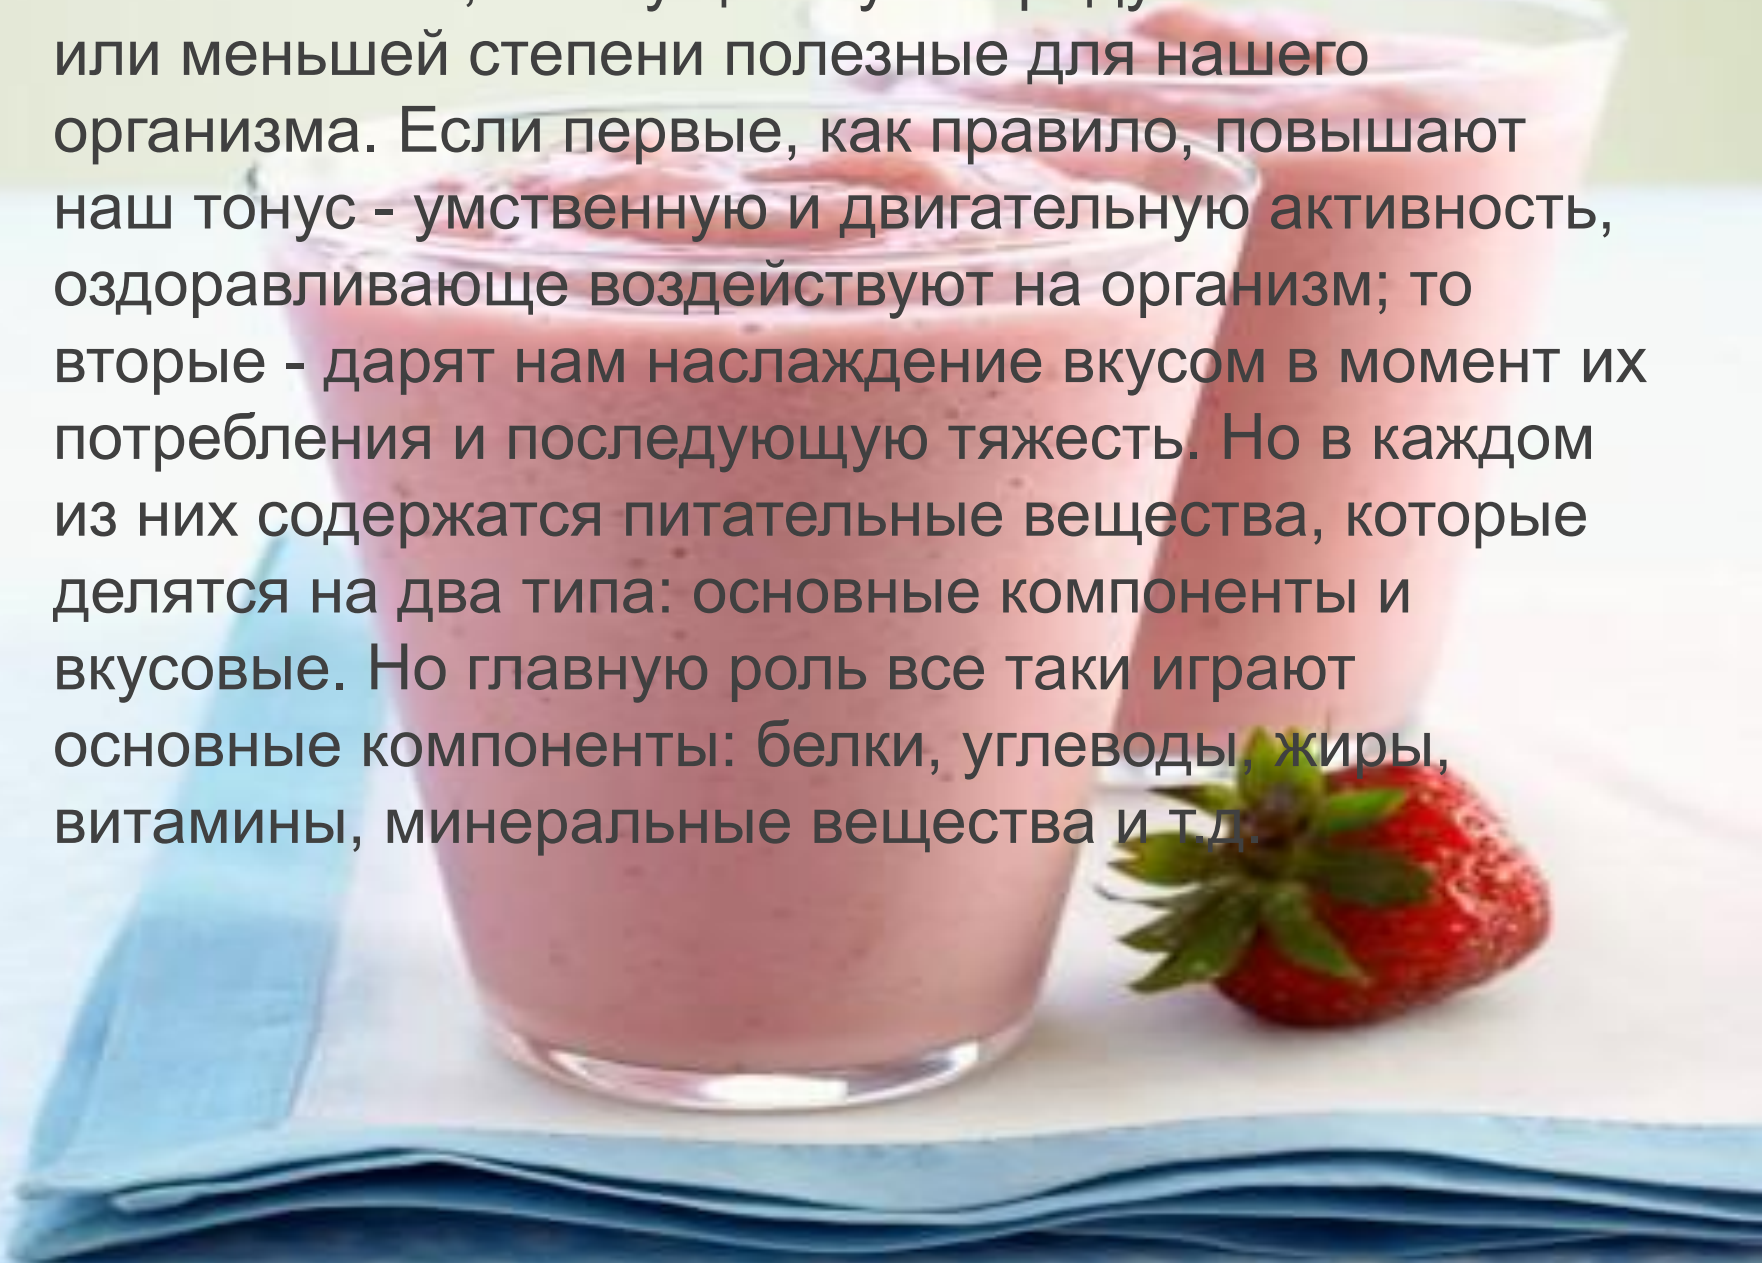 или меньшей степени полезные для нашего
организма. Если первые, как правило, повышают
наш тонус - умственную и двигательную активность,
оздоравливающе воздействуют на организм; то
вторые - дарят нам наслаждение вкусом в момент их
потребления и последующую тяжесть. Но в каждом
из них содержатся питательные вещества, которые
делятся на два типа: основные компоненты и
вкусовые. Но главную роль все таки играют
основные компоненты: белки, углеводы, жиры,
витамины, минеральные вещества и т.д.